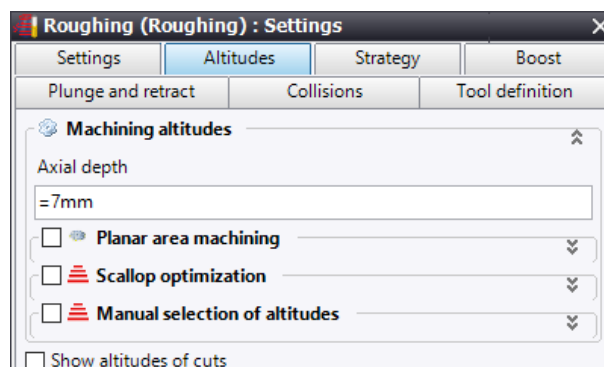 Roughing (Roughing) : Settings
Settings Altitudes Strategy Boost
Plunge and retract Collisions Tool definition
Machining altitudes
Axial depth
=7mm
Planar area machining
Scallop optimization
Manual selection of altitudes
Show altitudes of cuts